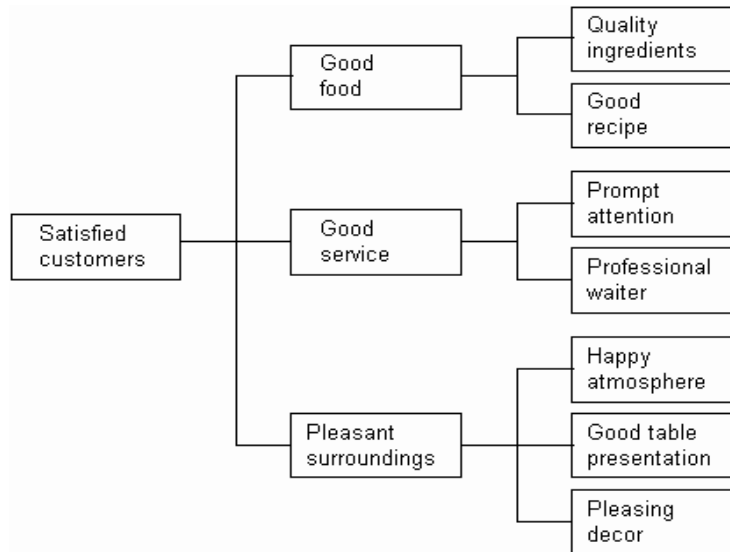 Quality
ingredients
Good
food
Good
recipe
Prompt
attention
Satisfied
customers
Good
service
Professional
waiter
Happy
atmosphere
Pleasant
surroundings
Good table
presentation
Pleasing
decor